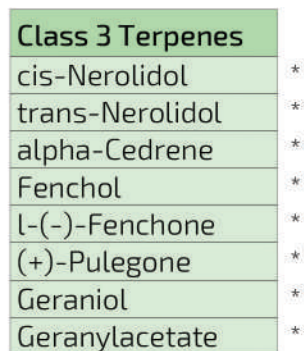 Class 3 Terpenes
cis-Nerolidol *
trans-Nerolidol *
alpha-Cedrene *
Fenchol *
l-(-)-Fenchone *
(+)-Pulegone *
Geraniol *
Geranylacetate *